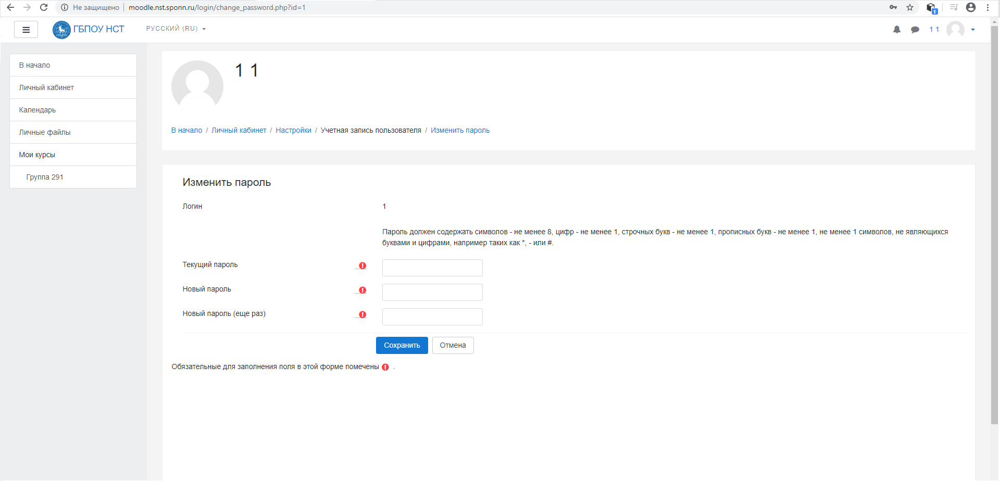 Не защищено moodle.nst.sponn.ru/login/change_password.php?id=1
1
ГБПОУ НСТ РУССКИЙ (RU) 1 1
В начало
Личный кабинет
Календарь
Личные файлы
Мои курсы
Группа 291
1 1
В начало / Личный кабинет / Настройки / Учетная запись пользователя / Изменить пароль
Изменить пароль
Логин 1
Пароль должен содержать символов - не менее 8, цифр - не менее 1, строчных букв - не менее 1, прописных букв - не менее 1, не менее 1 символов, не являющихся
буквами и цифрами, например таких как *, - или #.
Текущий пароль
Новый пароль
Новый пароль (еще раз)
Сохранить Отмена
Обязательные для заполнения поля в этой форме помечены .